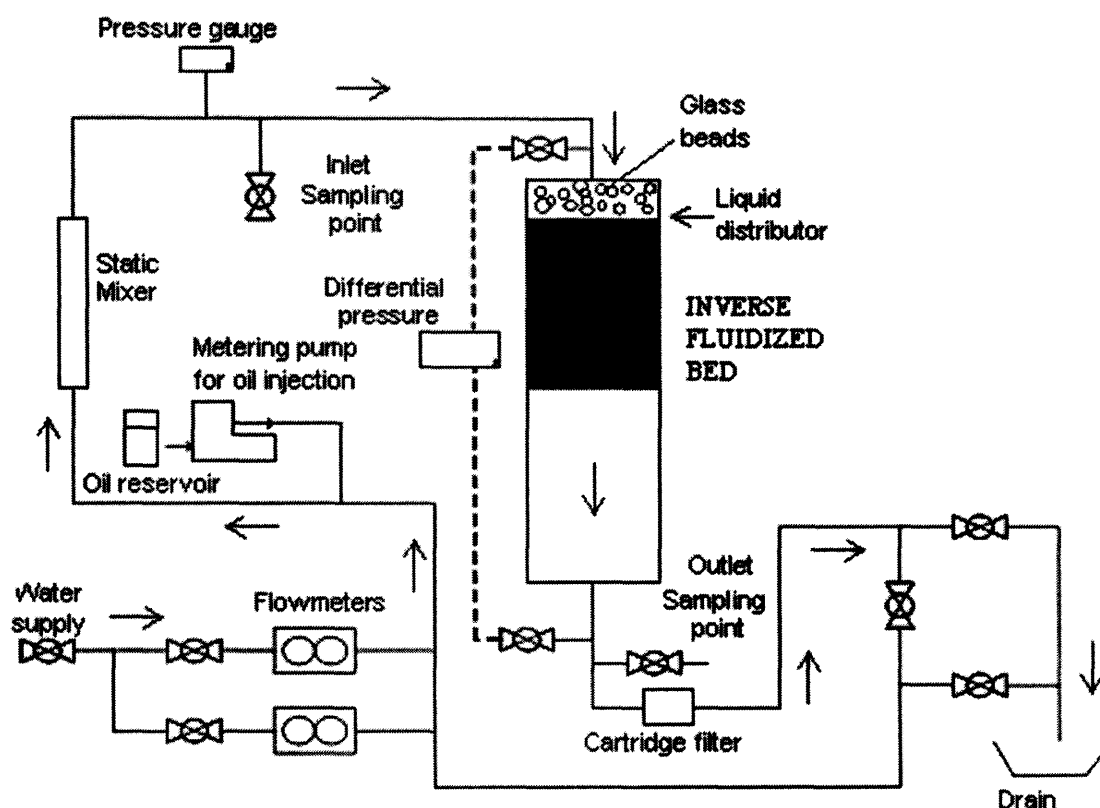 Pressure gauge
Glass
beads
Inlet
Sampling
point
Liquid
distributor
Static
Mixer
Differential
pressure
INVERSE
FLUIDIZED
BED
Metering pump
for oil injection
Oil reservoir
Water
supply
Flowmeters
Outlet
Sampling
point
Cartridge filter
Drain